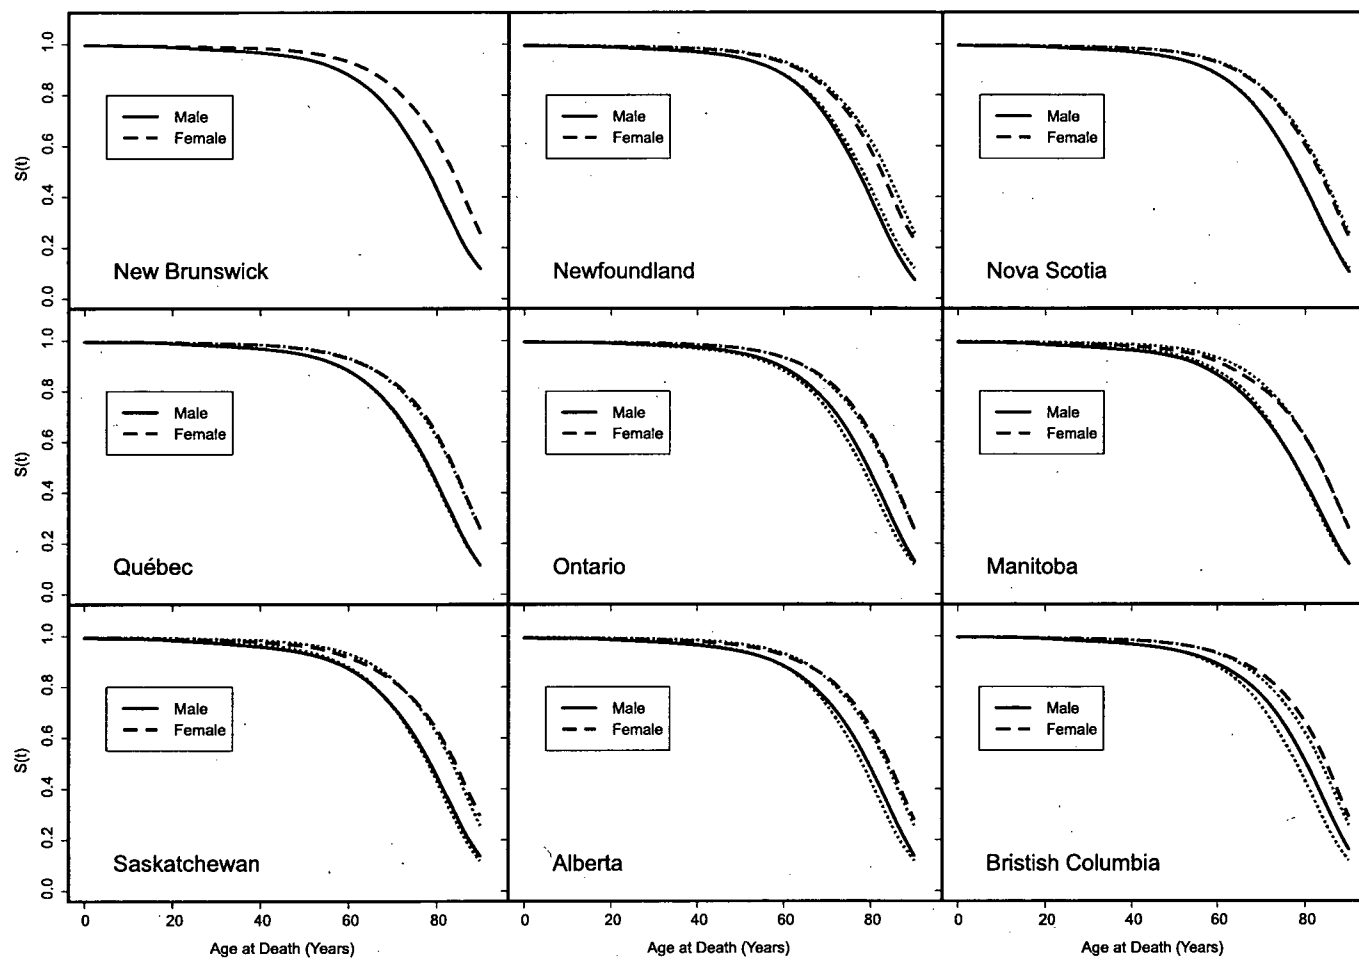 S(t)
0.0 0.2 0.4 0.6 0.8 1.0
Male
Female
New Brunswick
Male
Female
Newfoundland
Male
Female
Nova Scotia
S(t)
0.0 0.2 0.4 0.6 0.8 1.0
Male
Female
Québec
Male
Female
Ontario
Male
Female
Manitoba
S(t)
0.0 0.2 0.4 0.6 0.8 1.0
Male
Female
Saskatchewan
Male
Female
Alberta
Male
Female
Bristish Columbia
0 20 40 60 80
0 20 40 60 80
0 20 40 60 80
Age at Death (Years)
Age at Death (Years)
Age at Death (Years)